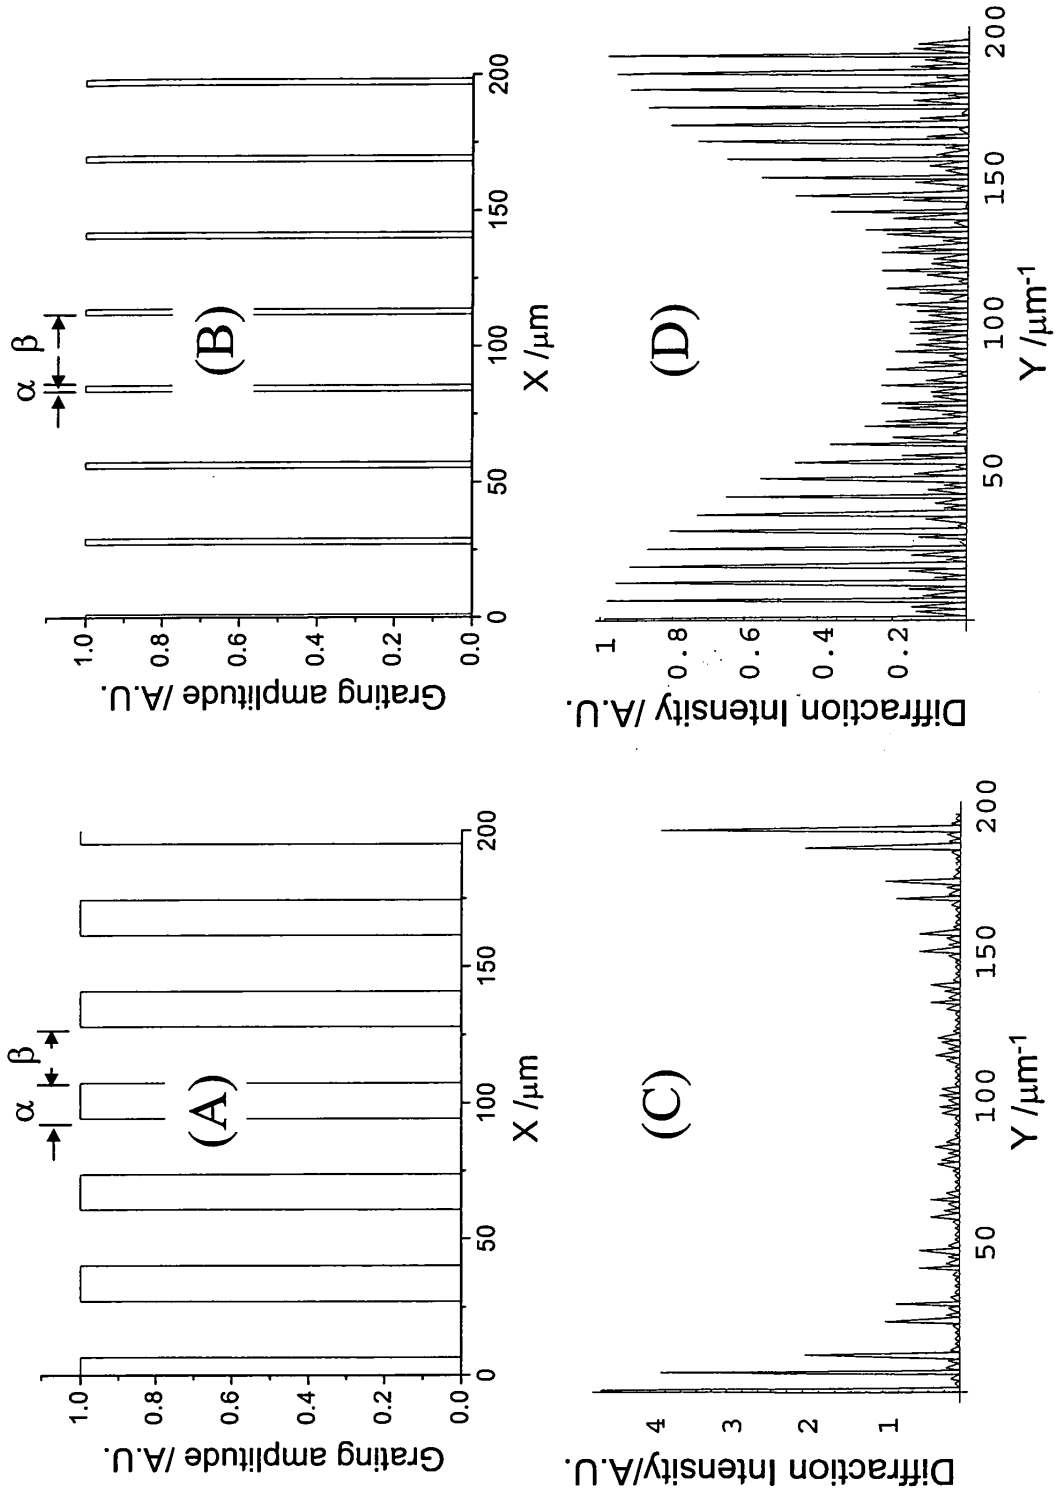 α β
Grating amplitude /A.U.
1.0
0.8
0.6
0.4
0.2
0.0
(A)
0 50 100 150 200
X /μm
α β
Grating amplitude /A.U.
1.0
0.8
0.6
0.4
0.2
0.0
(B)
0 50 100 150 200
X /μm
Diffraction Intensity/A.U.
4
3
2
1
(C)
50 100 150 200
Y /μm-1
Diffraction Intensity /A.U.
1
0.8
0.6
0.4
0.2
(D)
50 100 150 200
Y /μm-1